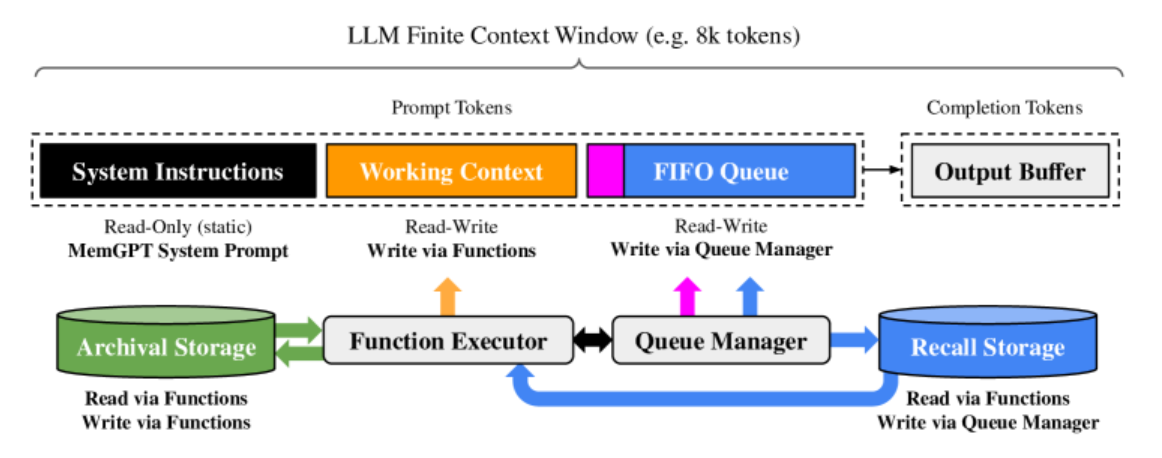 LLM Finite Context Window (e.g. 8k tokens)
Prompt Tokens
Completion Tokens
System Instructions
Working Context
FIFO Queue
Output Buffer
Read-Only (static)
MemGPT System Prompt
Read-Write
Write via Functions
Read-Write
Write via Queue Manager
Archival Storage
Function Executor
Queue Manager
Recall Storage
Read via Functions
Write via Functions
Read via Functions
Write via Queue Manager